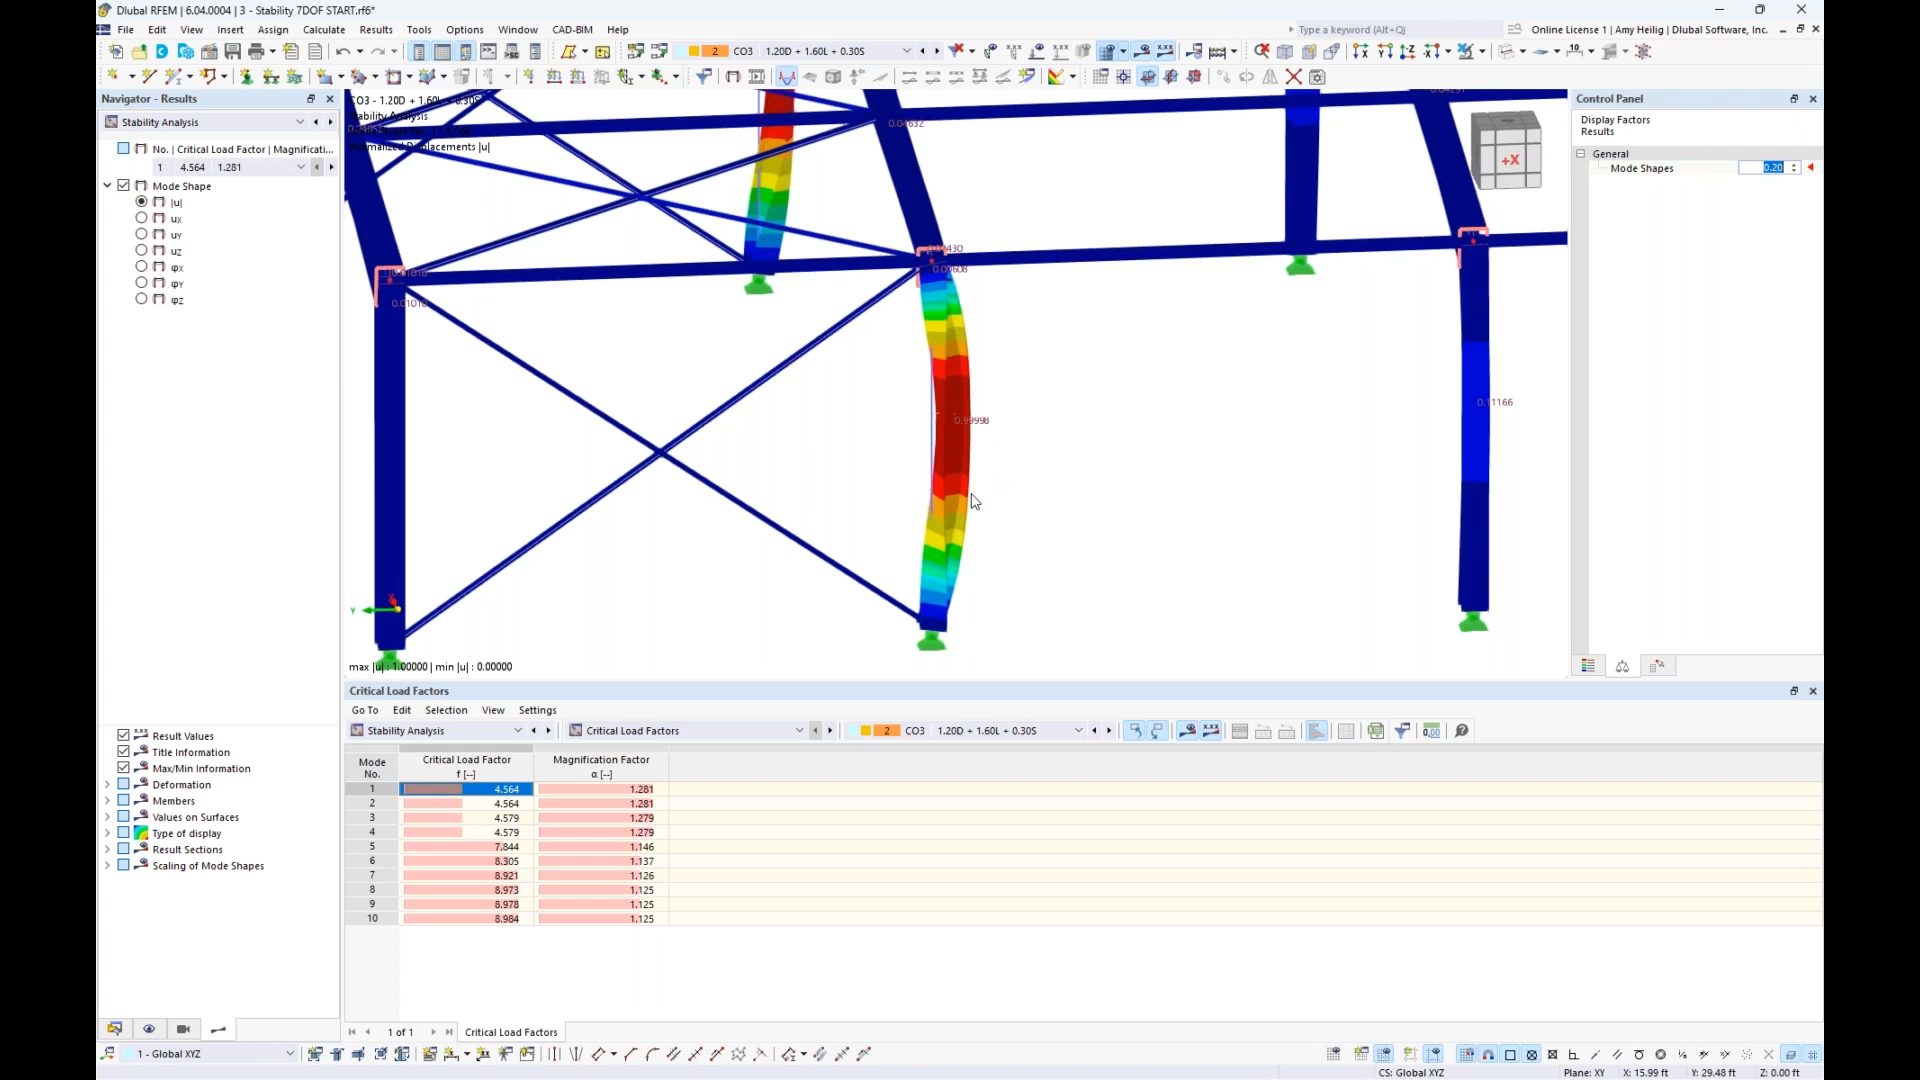 Dlubal RFEM | 6.04.0004 | 3 - Stability 7DOF START.rf6*
File Edit View Insert Assign Calculate Results Tools Options Window CAD-BIM Help
Type a keyword (Alt+Q)
Online License 1 | Amy Heilig | Dlubal Software, Inc.
2 CO3 1.20D + 1.60L + 0.30S
Navigator - Results
Stability Analysis
No. | Critical Load Factor | Magnificati...
1 4.564 1.281
Mode Shape
|u|
uX
uY
uZ
φX
φY
φZ
Result Values
Title Information
Max/Min Information
Deformation
Members
Values on Surfaces
Type of display
Result Sections
Scaling of Mode Shapes
1 - Global XYZ
0.04632
0.01010
0.99998
0.11166
Y
X
+X
max |u| : 1.00000 | min |u| : 0.00000
Control Panel
Display Factors
Results
General
Mode Shapes 0.20
Critical Load Factors
Go To Edit Selection View Settings
Stability Analysis
Critical Load Factors
2 CO3 1.20D + 1.60L + 0.30S
Mode No. Critical Load Factor f [--] Magnification Factor α [--]
1 4.564 1.281
2 4.564 1.281
3 4.579 1.279
4 4.579 1.279
5 7.844 1.146
6 8.305 1.137
7 8.921 1.126
8 8.973 1.125
9 8.978 1.125
10 8.984 1.125
1 of 1 Critical Load Factors
CS: Global XYZ Plane: XY X: 15.99 ft Y: 29.48 ft Z: 0.00 ft